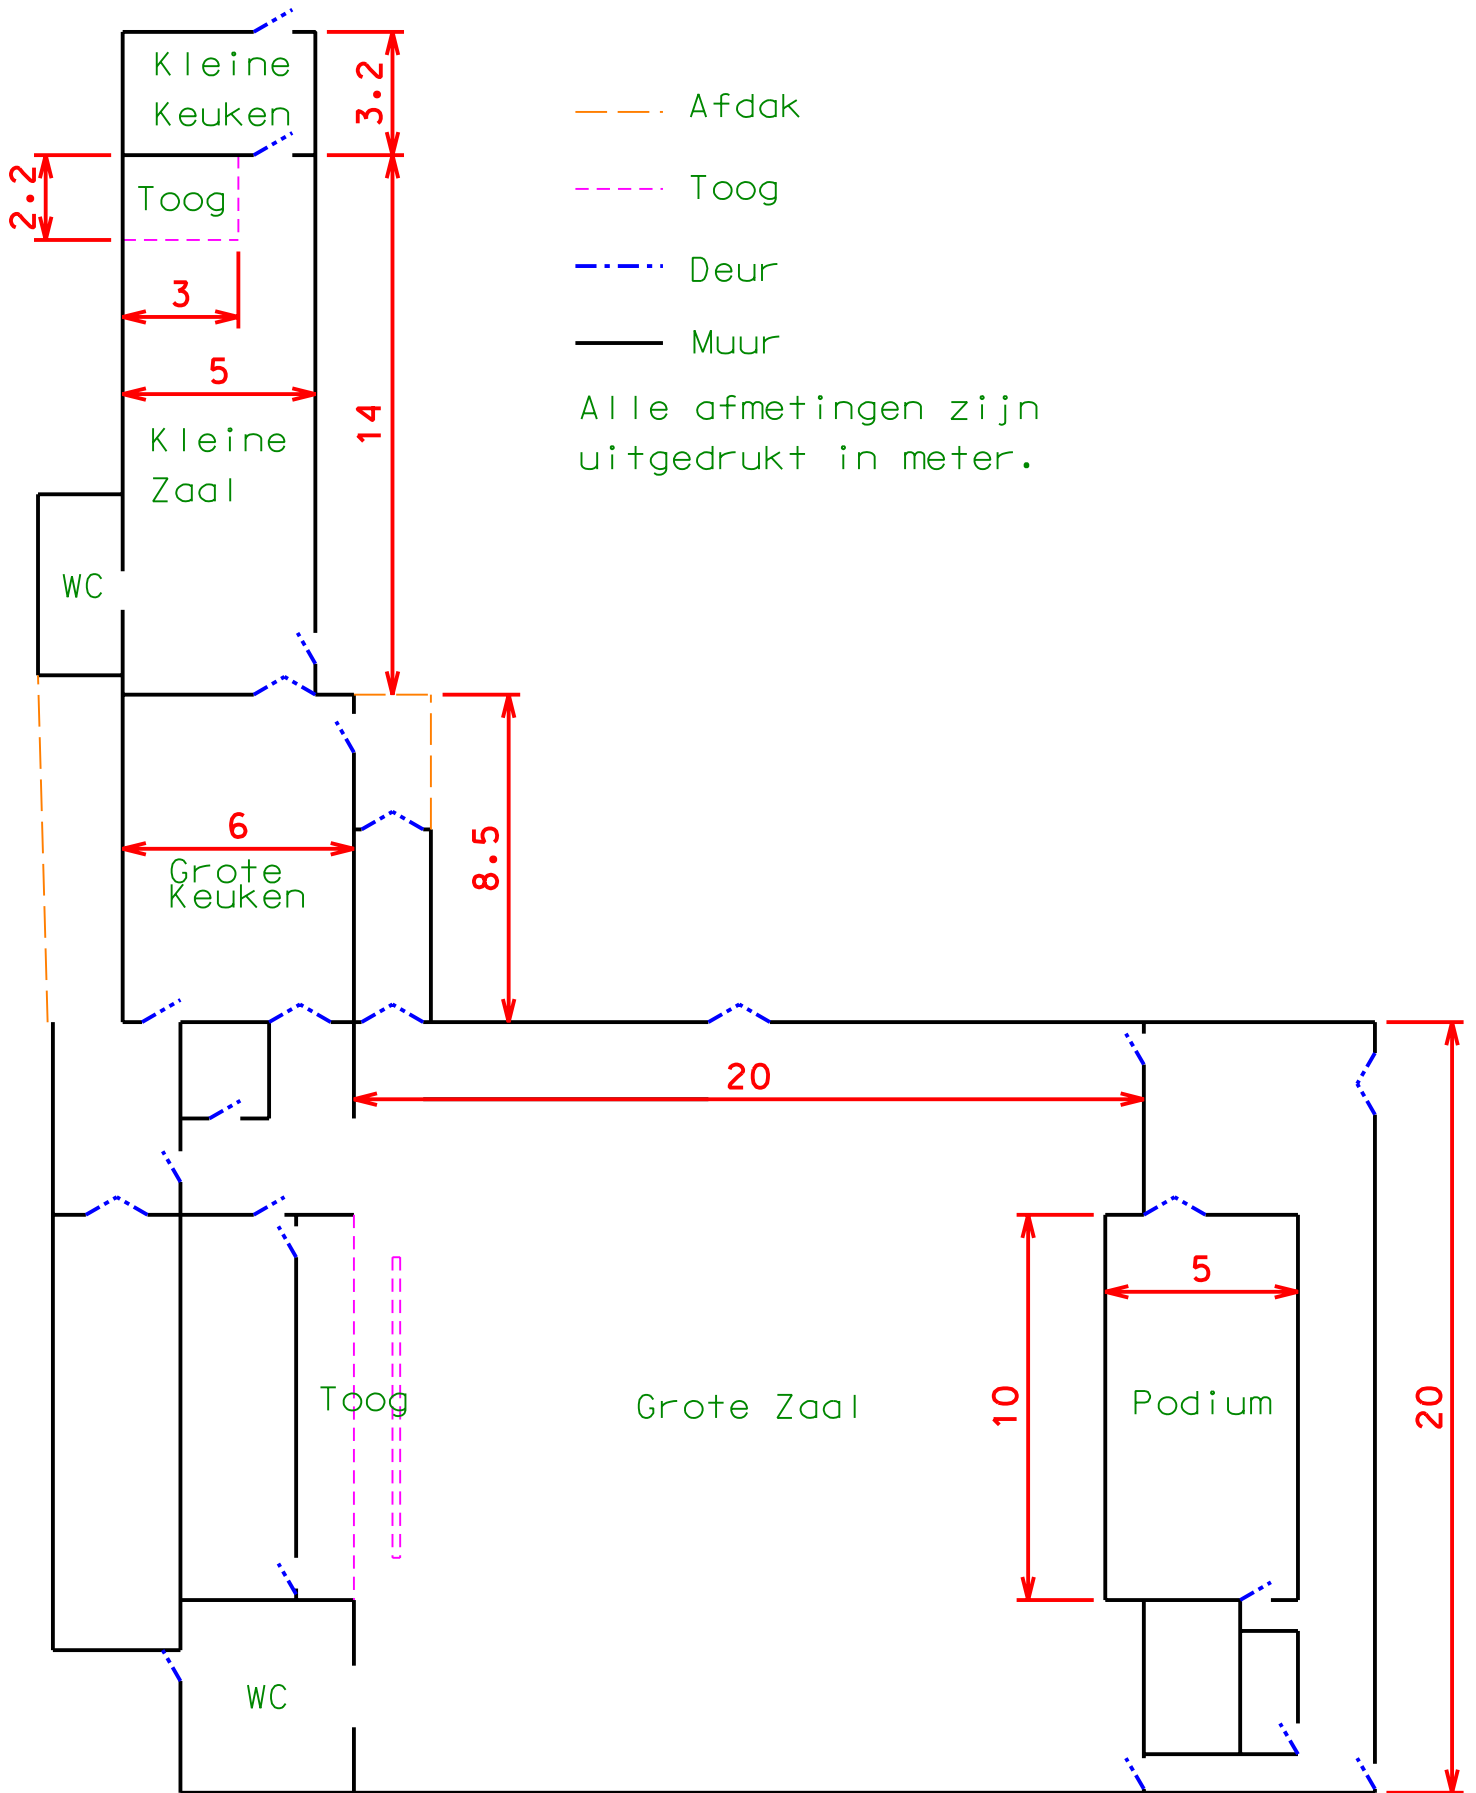 Kleine
Keuken
3.2
Afdak
2.2
Toog
Toog
Deur
3
Muur
5
14
Alle afmetingen zijn
uitgedrukt in meter.
Kleine
Zaal
WC
6
8.5
Grote
Keuken
20
5
Toog
Grote Zaal
10
Podium
20
WC